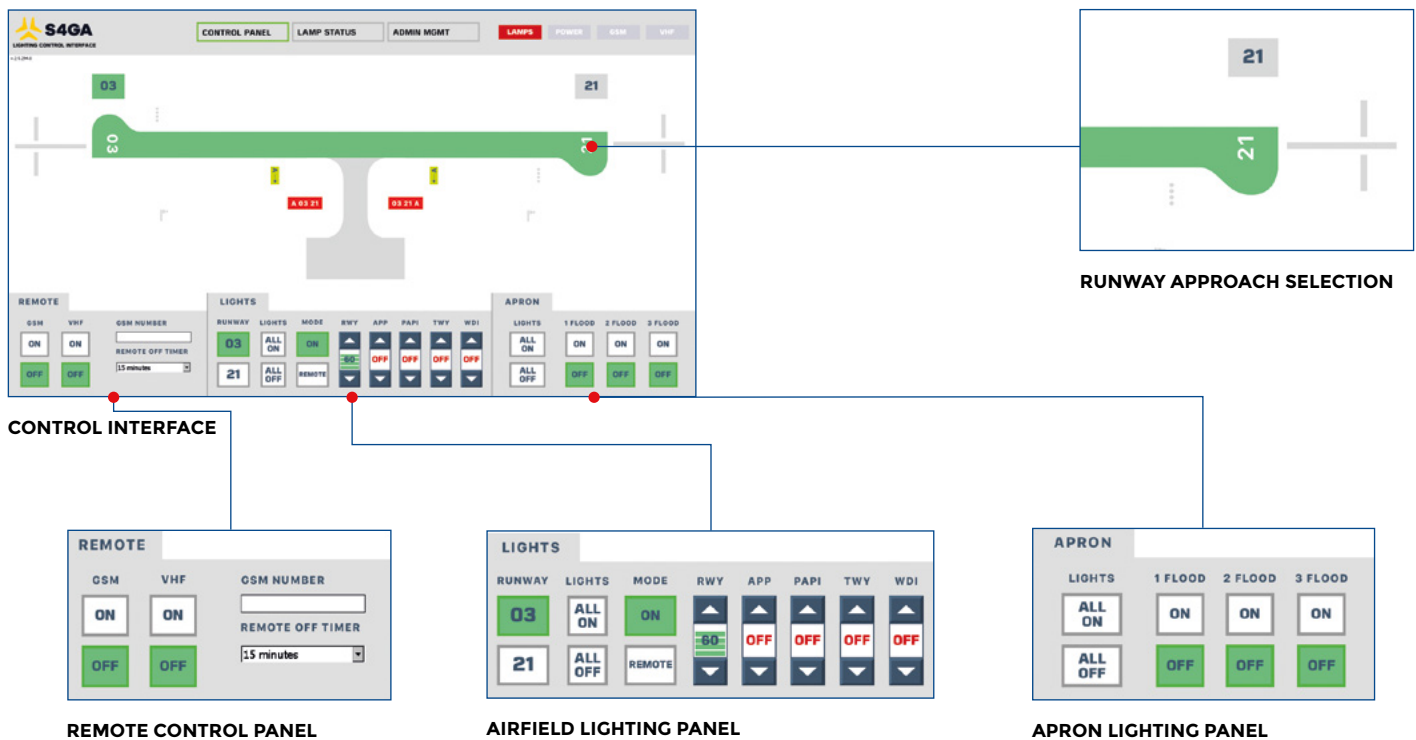 S4GA
LIGHTING CONTROL INTERFACE
CONTROL PANEL LAMP STATUS ADMIN MGMT LAMPS POWER GSM VHF
03 21
03 21
A 03 21 03 21 A
REMOTE
GSM VHF GSM NUMBER
ON ON
REMOTE OFF TIMER
OFF OFF 15 minutes
LIGHTS
RUNWAY LIGHTS MODE RWY APP PAPI TWY WDI
03 ALL ON ON
60 OFF OFF OFF OFF
21 ALL OFF REMOTE
APRON
LIGHTS 1 FLOOD 2 FLOOD 3 FLOOD
ALL ON ON ON ON
ALL OFF OFF OFF OFF
CONTROL INTERFACE
21
21
RUNWAY APPROACH SELECTION
REMOTE
GSM VHF GSM NUMBER
ON ON
REMOTE OFF TIMER
OFF OFF 15 minutes
REMOTE CONTROL PANEL
LIGHTS
RUNWAY LIGHTS MODE RWY APP PAPI TWY WDI
03 ALL ON ON
60 OFF OFF OFF OFF
21 ALL OFF REMOTE
AIRFIELD LIGHTING PANEL
APRON
LIGHTS 1 FLOOD 2 FLOOD 3 FLOOD
ALL ON ON ON ON
ALL OFF OFF OFF OFF
APRON LIGHTING PANEL